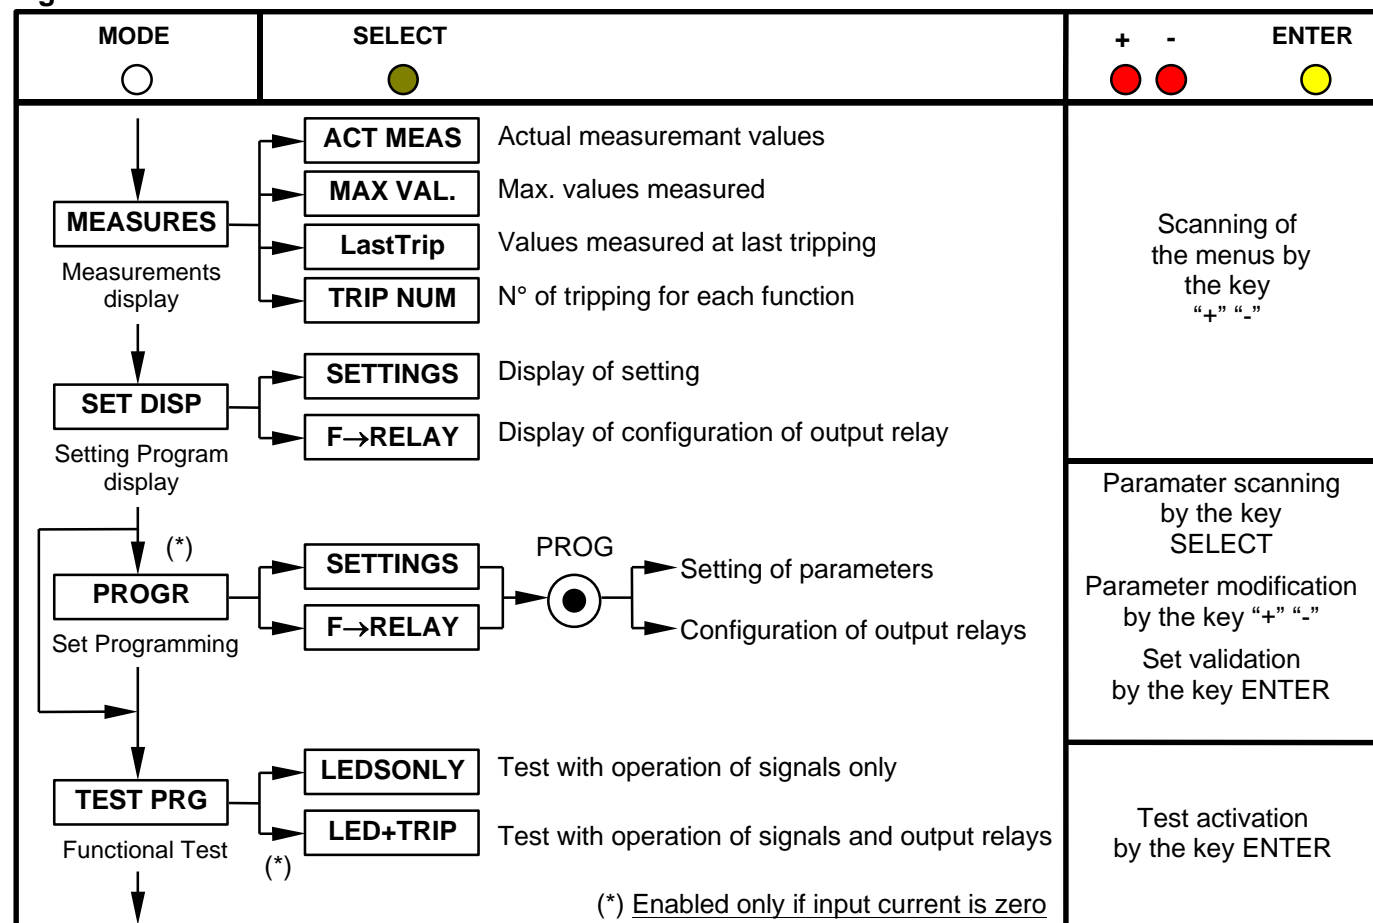 MODE
SELECT
+ -
ENTER
ACT MEAS
Actual measuremant values
MAX VAL.
Max. values measured
MEASURES
LastTrip
Values measured at last tripping
Measurements
display
TRIP NUM
N° of tripping for each function
Scanning of
the menus by
the key
“+” “-”
SETTINGS
Display of setting
SET DISP
F→RELAY
Display of configuration of output relay
Setting Program
display
(*)
SETTINGS
PROG
Setting of parameters
PROGR
F→RELAY
Configuration of output relays
Set Programming
Paramater scanning
by the key
SELECT
Parameter modification
by the key “+” “-”
Set validation
by the key ENTER
LEDSONLY
Test with operation of signals only
TEST PRG
LED+TRIP
Test with operation of signals and output relays
Functional Test
(*)
Test activation
by the key ENTER
(*) Enabled only if input current is zero